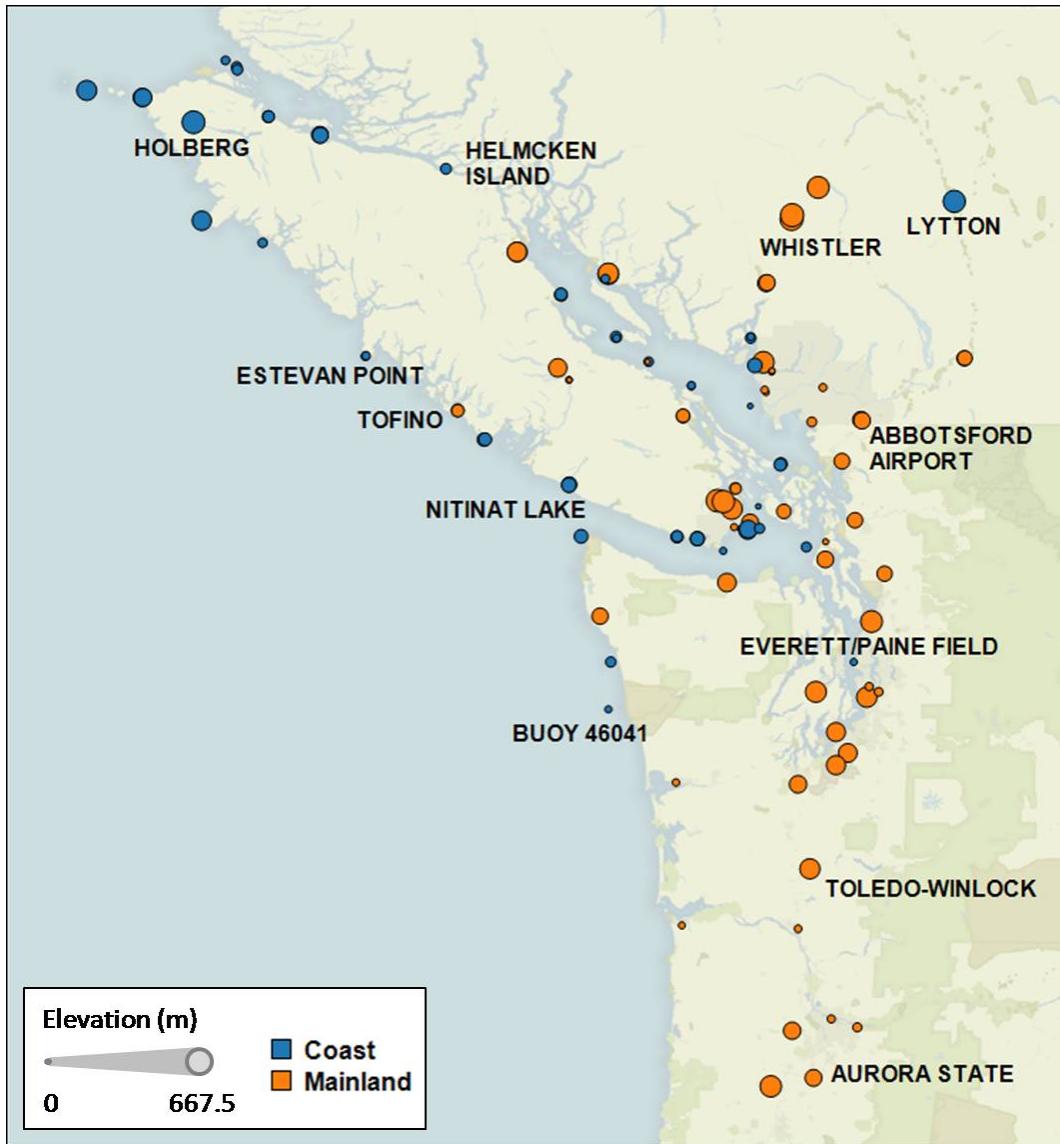 HOLBERG
HELMCKEN
ISLAND
LYTTON
WHISTLER
ESTEVAN POINT
TOFINO
ABBOTSFORD
AIRPORT
NITINAT LAKE
EVERETT/PAINE FIELD
BUOY 46041
TOLEDO-WINLOCK
AURORA STATE
Elevation (m)
0 667.5
Coast
Mainland